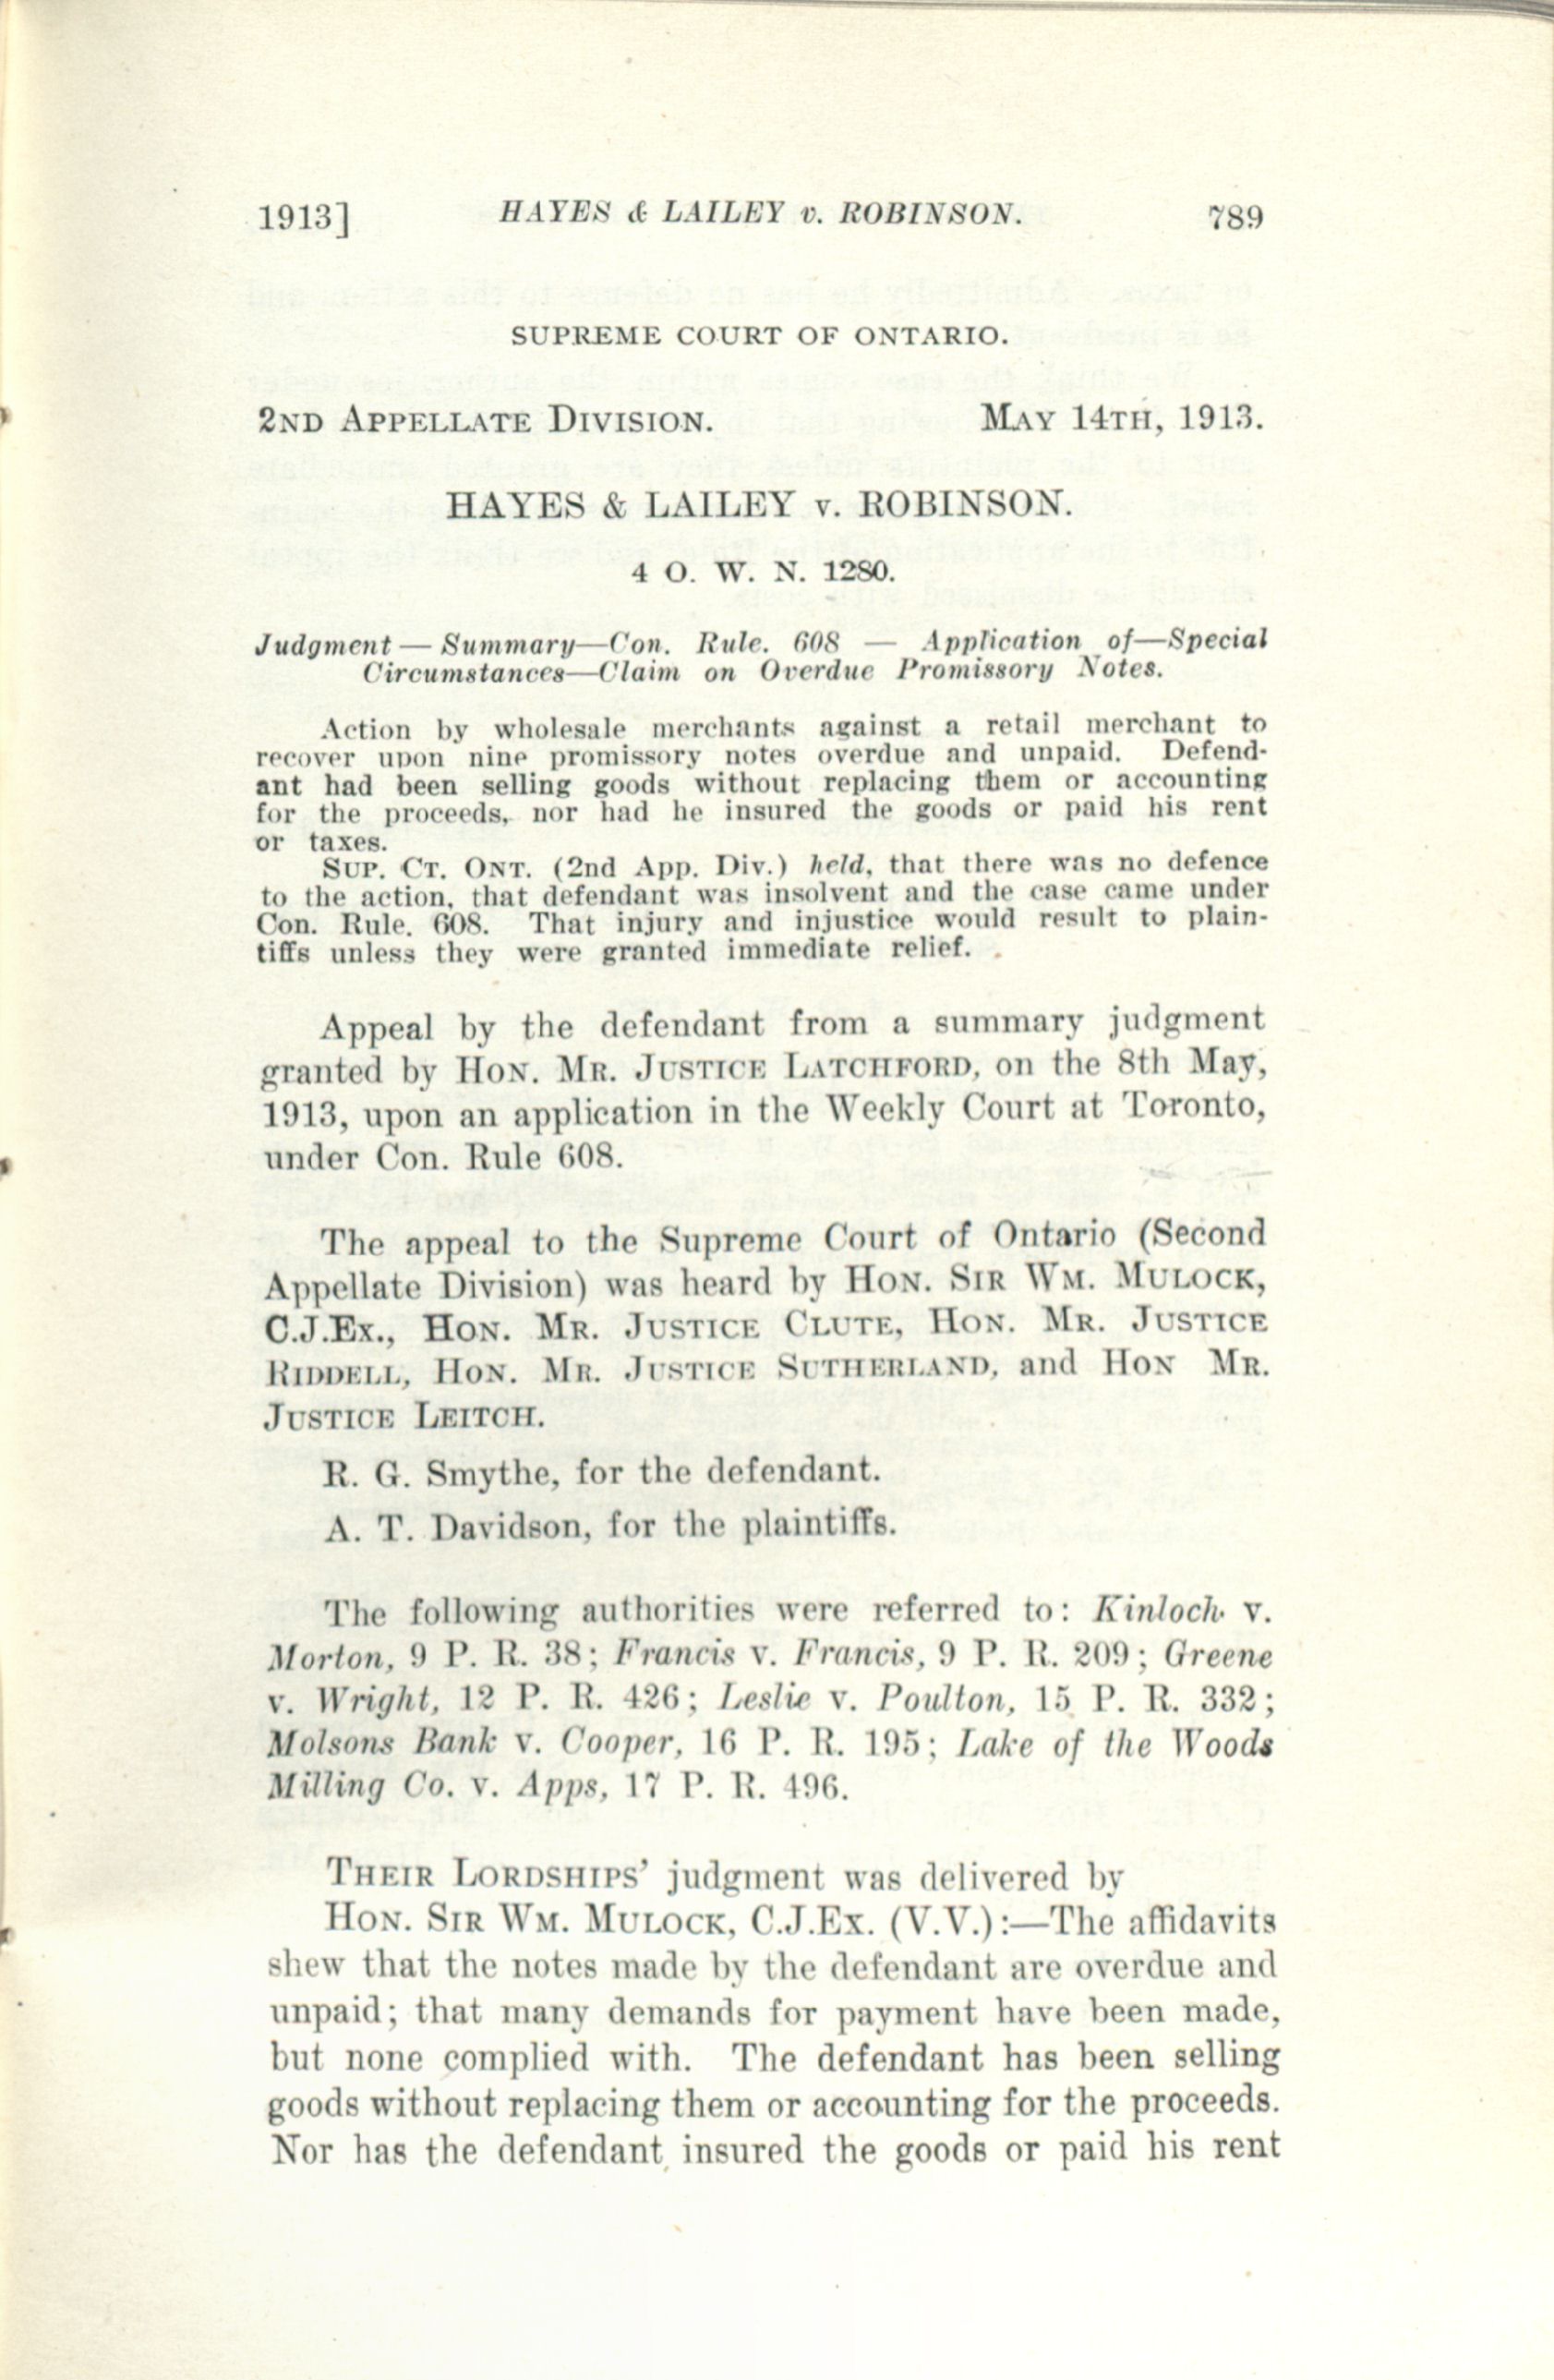 1913] HAYES & LAILEY v. ROBINSON. 789
SUPREME COURT OF ONTARIO.
2ND APPELLATE DIVISION. MAY 14TH, 1913.
HAYES & LAILEY v. ROBINSON.
4 O. W. N. 1280.
Judgment — Summary—Con. Rule. 608 — Application of—Special
Circumstances—Claim on Overdue Promissory Notes.
Action by wholesale merchants against a retail merchant to
recover upon nine promissory notes overdue and unpaid. Defend-
ant had been selling goods without replacing them or accounting
for the proceeds, nor had he insured the goods or paid his rent
or taxes.
SUP. CT. ONT. (2nd App. Div.) held, that there was no defence
to the action, that defendant was insolvent and the case came under
Con. Rule. 608. That injury and injustice would result to plain-
tiffs unless they were granted immediate relief.
Appeal by the defendant from a summary judgment
granted by HON. MR. JUSTICE LATCHFORD, on the 8th May,
1913, upon an application in the Weekly Court at Toronto,
under Con. Rule 608.
The appeal to the Supreme Court of Ontario (Second
Appellate Division) was heard by HON. SIR WM. MULOCK,
C.J.EX., HON. MR. JUSTICE CLUTE, HON. MR. JUSTICE
RIDDELL, HON. MR. JUSTICE SUTHERLAND, and HON MR.
JUSTICE LEITCH.
R. G. Smythe, for the defendant.
A. T. Davidson, for the plaintiffs.
The following authorities were referred to: Kinloch v.
Morton, 9 P. R. 38; Francis v. Francis, 9 P. R. 209; Greene
v. Wright, 12 P. R. 426; Leslie v. Poulton, 15 P. R. 332;
Molsons Bank v. Cooper, 16 P. R. 195; Lake of the Woods
Milling Co. v. Apps, 17 P. R. 496.
THEIR LORDSHIPS' judgment was delivered by
HON. SIR WM. MULOCK, C.J.EX. (V.V.):—The affidavits
shew that the notes made by the defendant are overdue and
unpaid; that many demands for payment have been made,
but none complied with. The defendant has been selling
goods without replacing them or accounting for the proceeds.
Nor has the defendant insured the goods or paid his rent